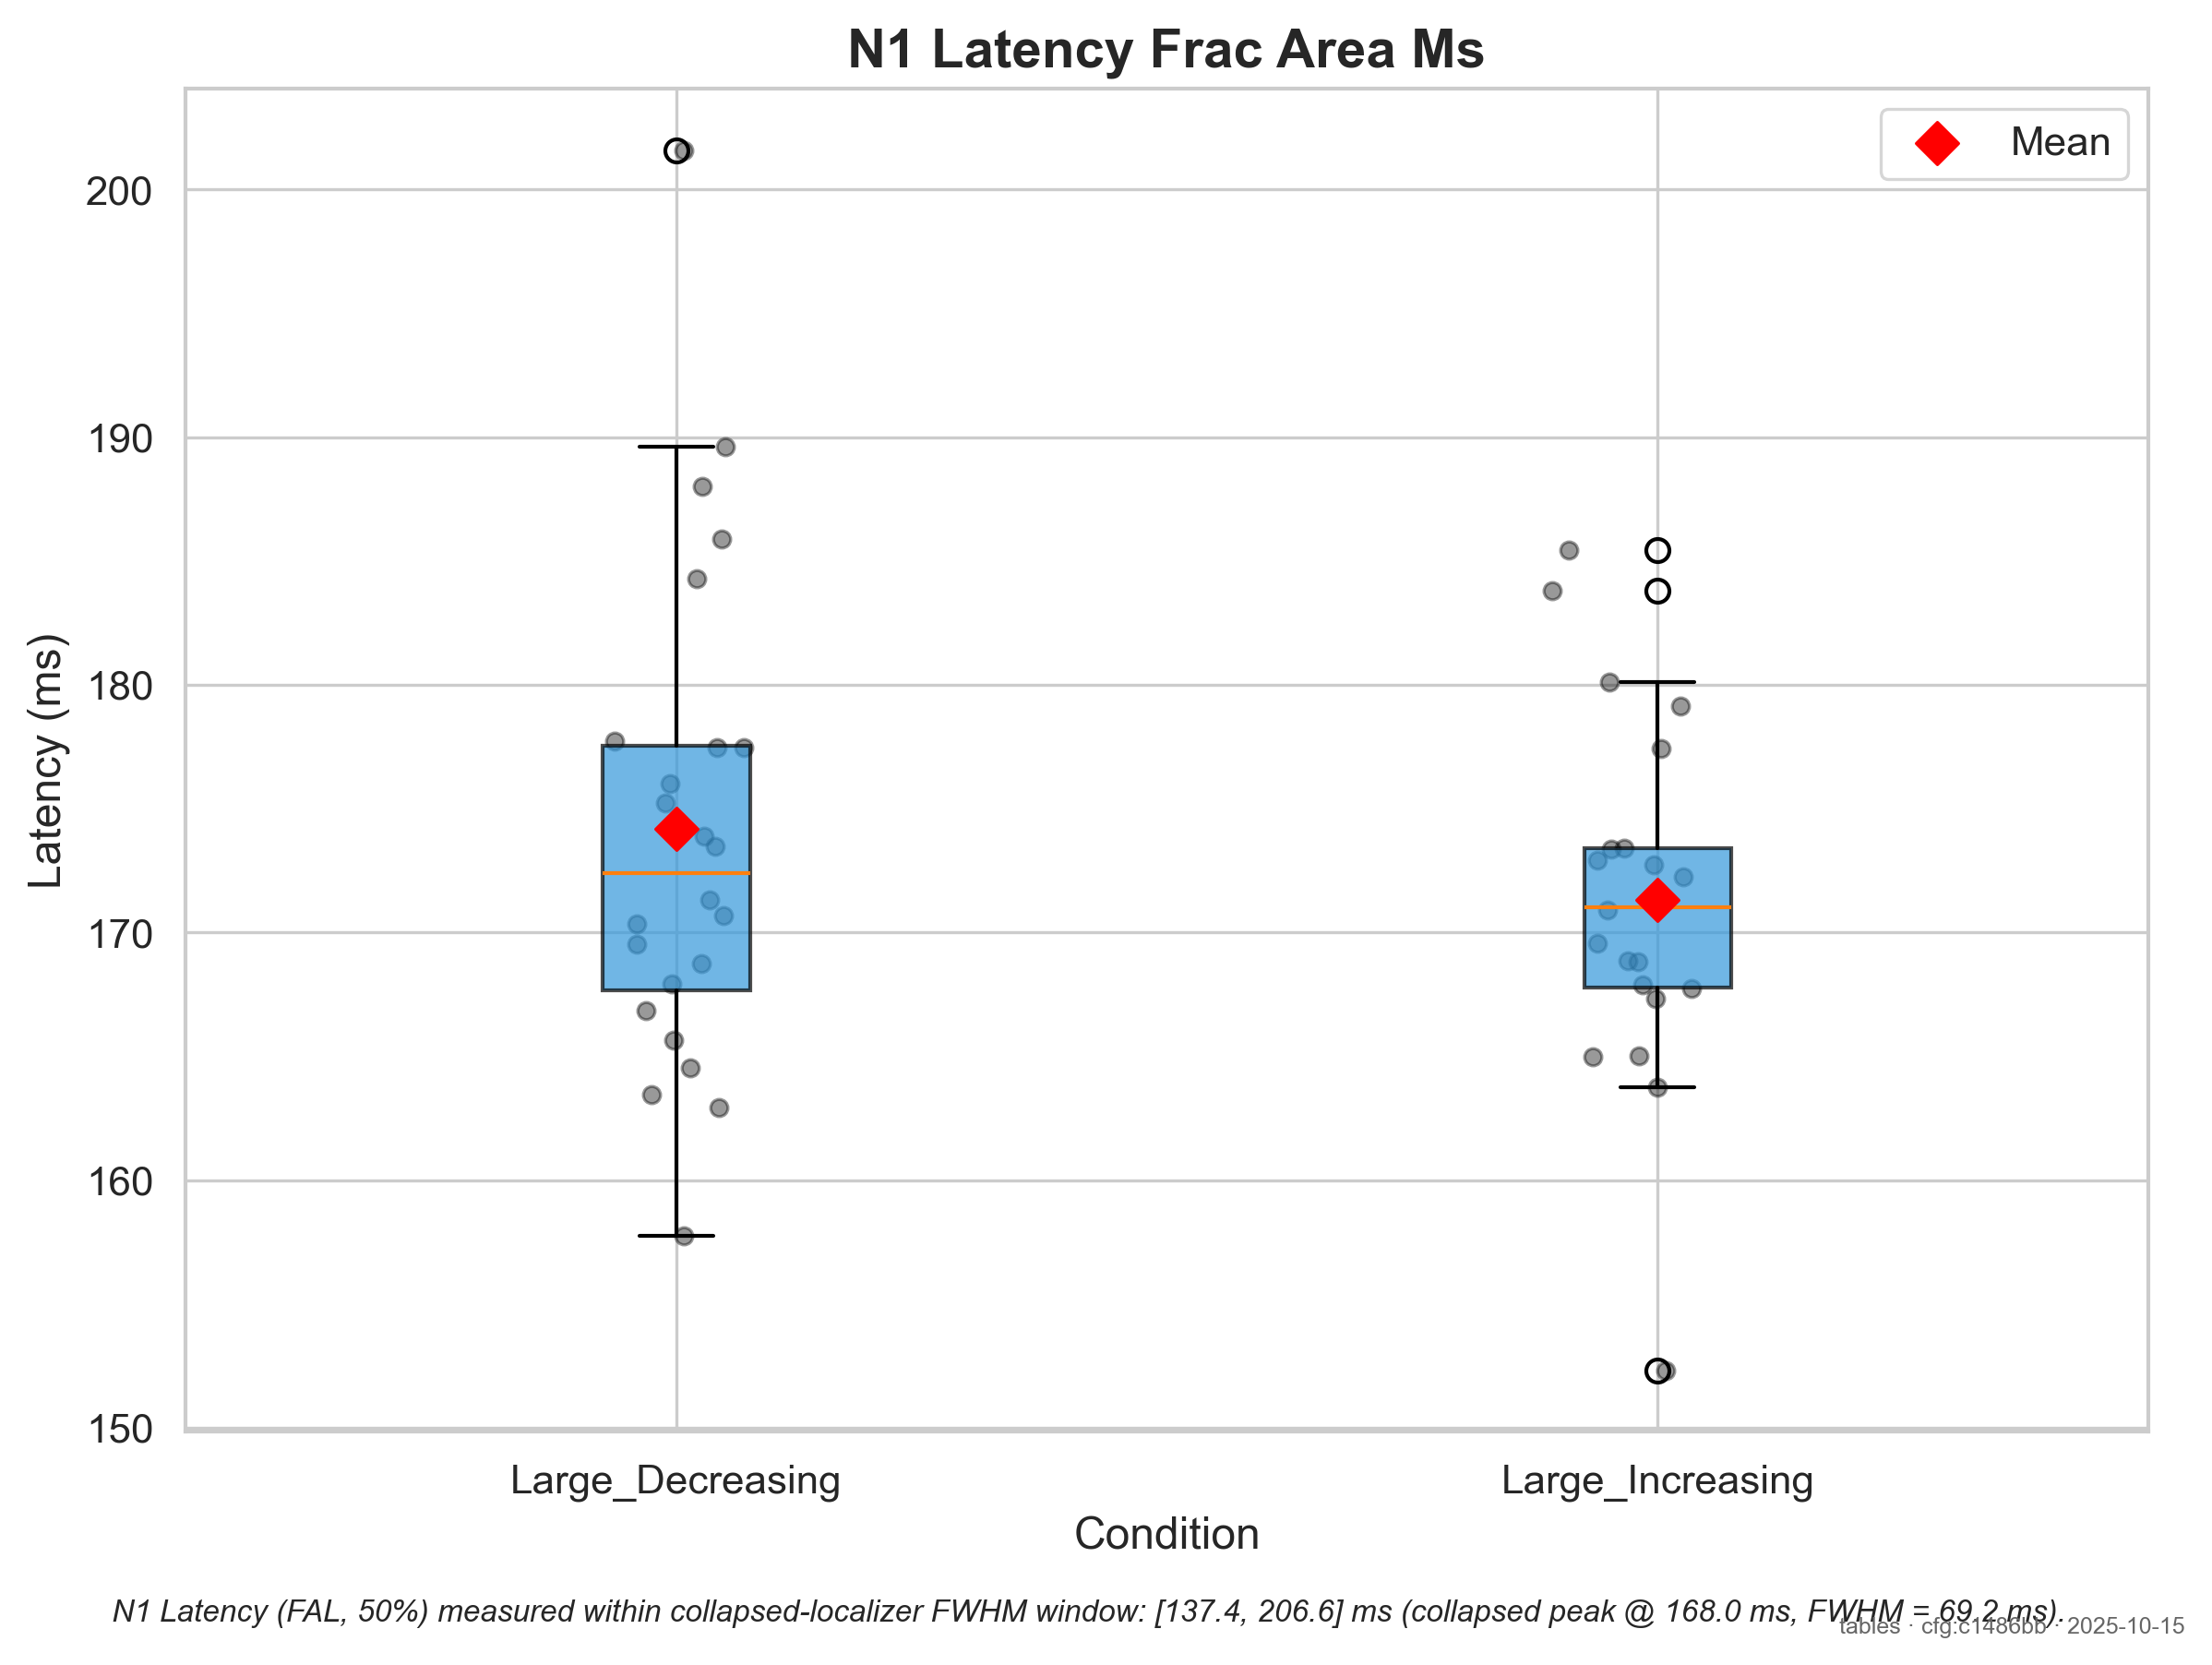 N1 Latency Frac Area Ms
Mean
200
190
180
170
160
150
Latency (ms)
Large_Decreasing
Large_Increasing
Condition
N1 Latency (FAL, 50%) measured within collapsed-localizer FWHM window: [137.4, 206.6] ms (collapsed peak @ 168.0 ms, FWHM = 69.2 ms).
tables · cfg:c1486bb · 2025-10-15